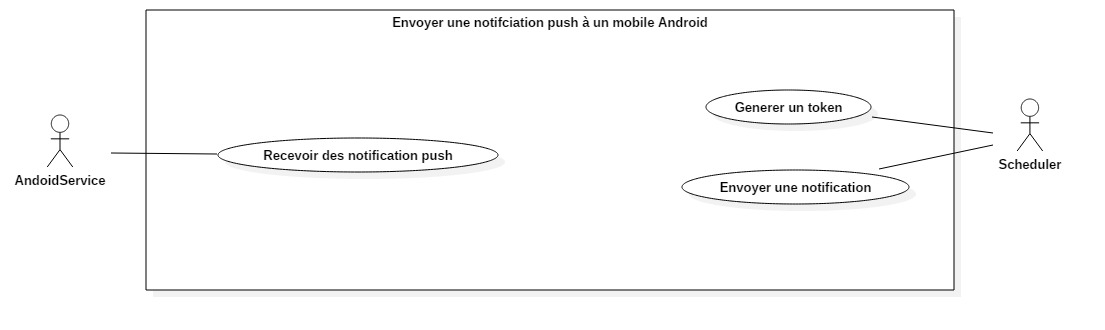 Envoyer une notifciation push à un mobile Android
Generer un token
Recevoir des notification push
AndoidService
Scheduler
Envoyer une notification